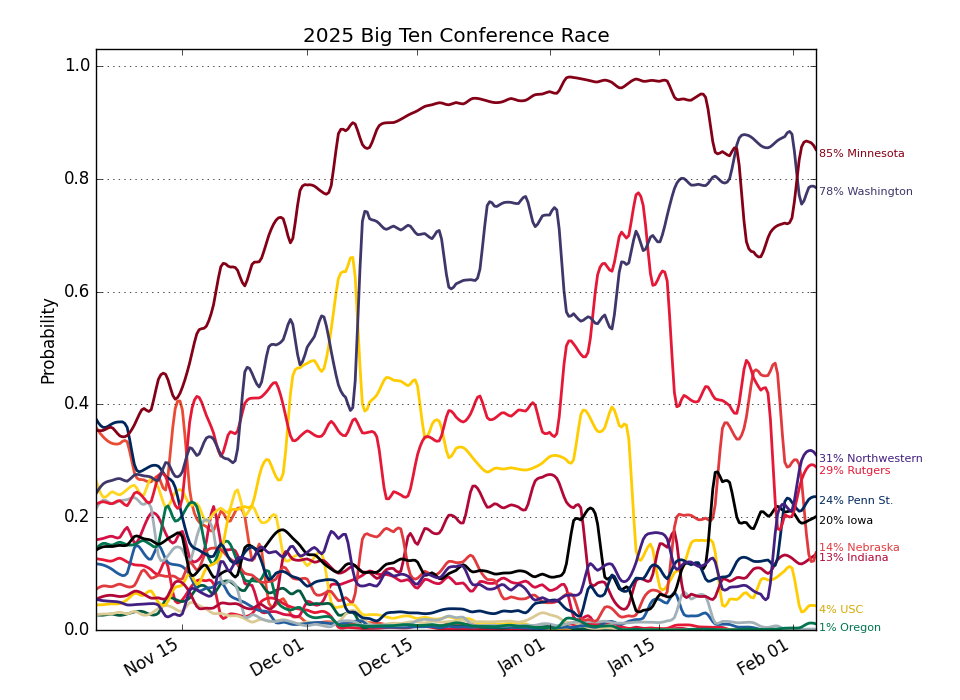 2025 Big Ten Conference Race
Probability
1.0
0.8
0.6
0.4
0.2
0.0
Nov 15
Dec 01
Dec 15
Jan 01
Jan 15
Feb 01
85% Minnesota
78% Washington
31% Northwestern
29% Rutgers
24% Penn St.
20% Iowa
14% Nebraska
13% Indiana
4% USC
1% Oregon